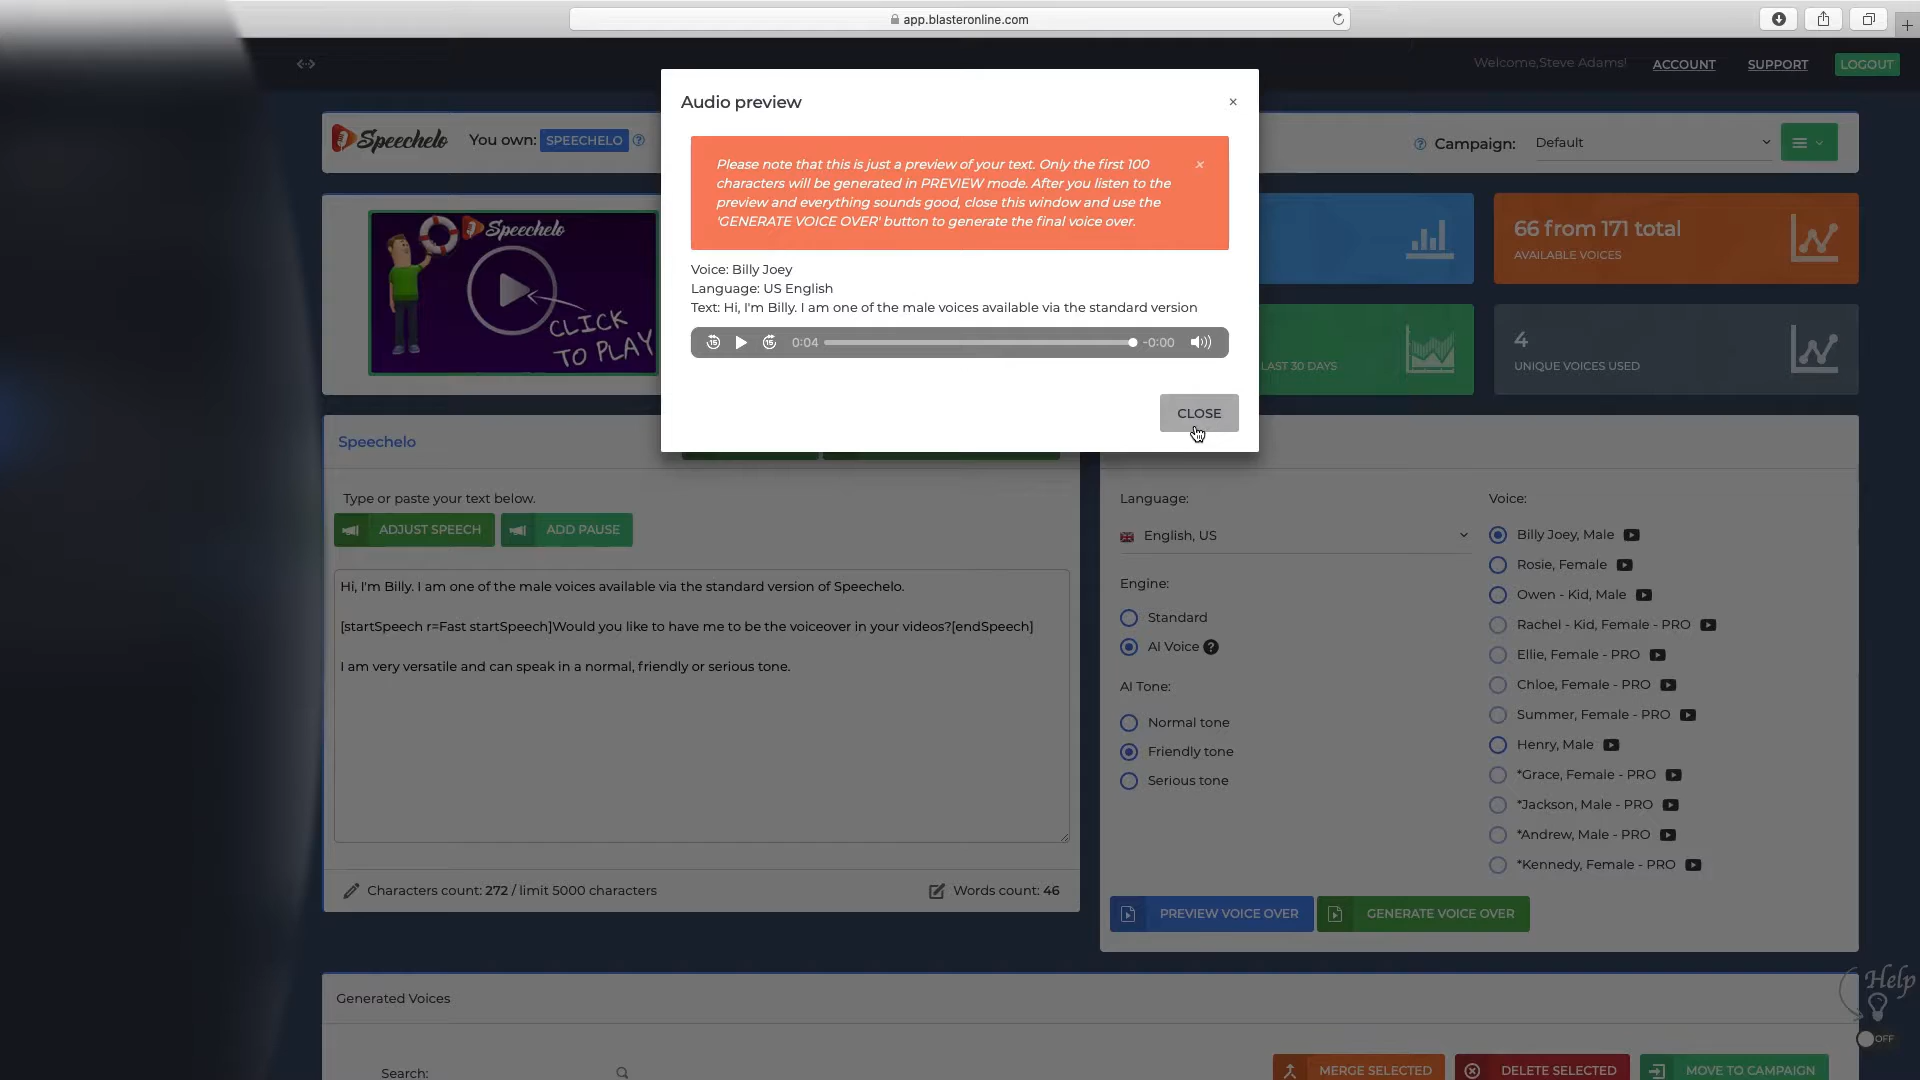 app.blasteronline.com
Welcome,Steve Adams!
ACCOUNT
SUPPORT
LOGOUT
Audio preview
×
Please note that this is just a preview of your text. Only the first 100
characters will be generated in PREVIEW mode. After you listen to the
preview and everything sounds good, close this window and use the
'GENERATE VOICE OVER' button to generate the final voice over.
×
Voice: Billy Joey
Language: US English
Text: Hi, I'm Billy. I am one of the male voices available via the standard version
15
15
0:04
-0:00
CLOSE
Speechelo
You own:
SPEECHELO
Campaign:
Default
Speechelo
CLICK
TO PLAY
66 from 171 total
AVAILABLE VOICES
LAST 30 DAYS
4
UNIQUE VOICES USED
Speechelo
Type or paste your text below.
ADJUST SPEECH
ADD PAUSE
Hi, I'm Billy. I am one of the male voices available via the standard version of Speechelo.
[startSpeech r=Fast startSpeech]Would you like to have me to be the voiceover in your videos?[endSpeech]
I am very versatile and can speak in a normal, friendly or serious tone.
Characters count: 272 / limit 5000 characters
Words count: 46
Language:
English, US
Engine:
Standard
AI Voice ?
AI Tone:
Normal tone
Friendly tone
Serious tone
Voice:
Billy Joey, Male
Rosie, Female
Owen - Kid, Male
Rachel - Kid, Female - PRO
Ellie, Female - PRO
Chloe, Female - PRO
Summer, Female - PRO
Henry, Male
*Grace, Female - PRO
*Jackson, Male - PRO
*Andrew, Male - PRO
*Kennedy, Female - PRO
PREVIEW VOICE OVER
GENERATE VOICE OVER
Help
OFF
Generated Voices
Search:
MERGE SELECTED
DELETE SELECTED
MOVE TO CAMPAIGN